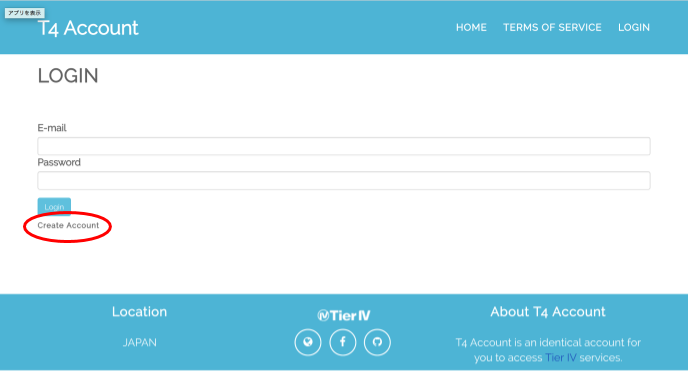 アプリを表示
T4 Account
HOME TERMS OF SERVICE LOGIN
LOGIN
E-mail
Password
Login
Create Account
Location
JAPAN
Tier IV
About T4 Account
T4 Account is an identical account for
you to access Tier IV services.